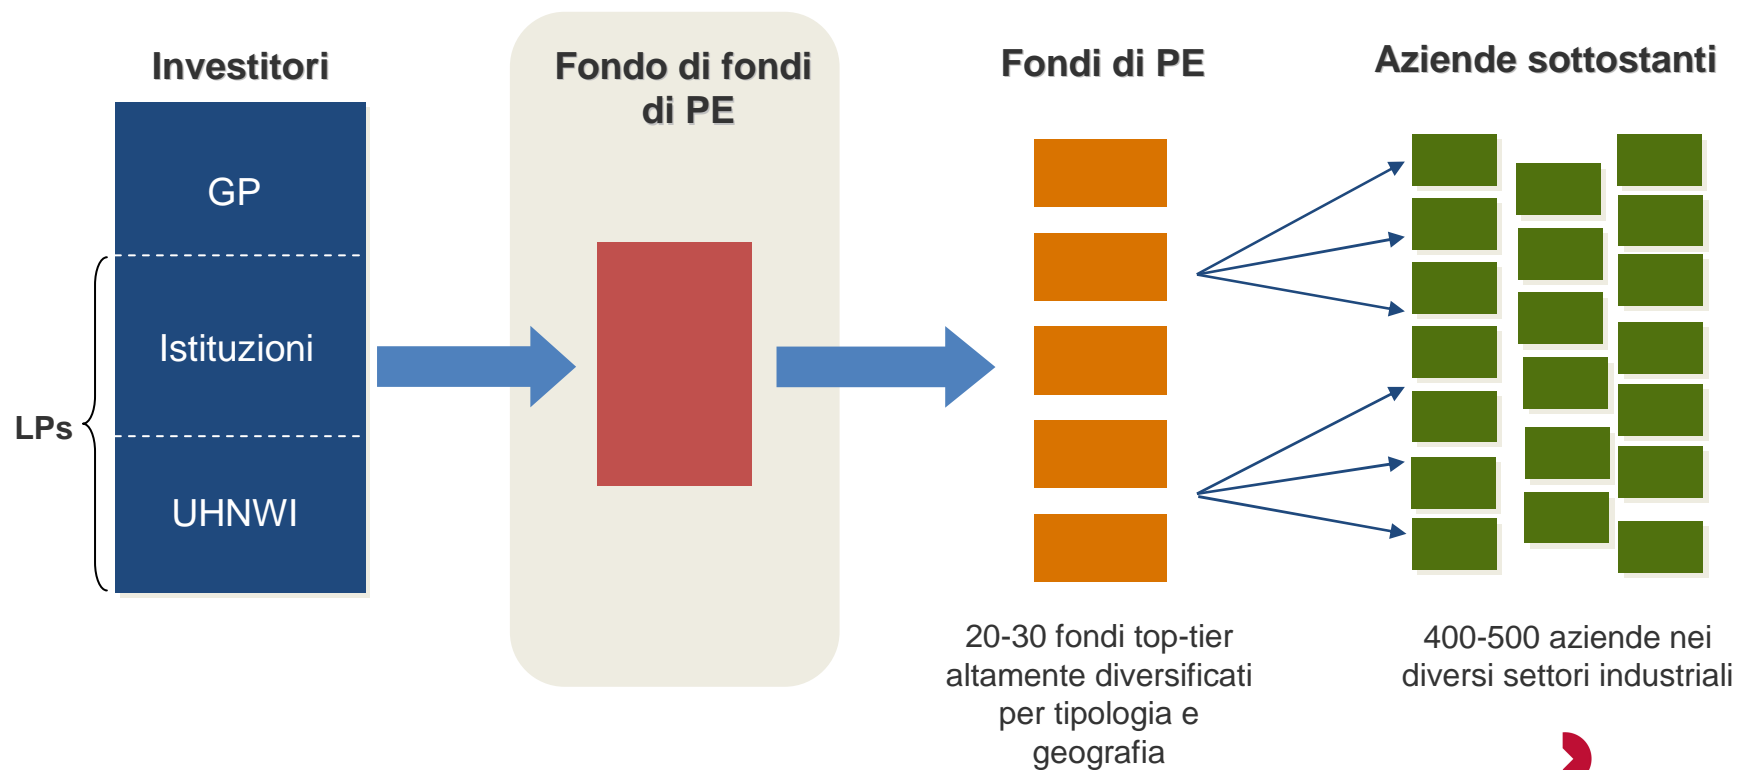 Investitori
GP
Istituzioni
UHNWI
LPs
Fondo di fondi
di PE
Fondi di PE
20-30 fondi top-tier
altamente diversificati
per tipologia e
geografia
Aziende sottostanti
400-500 aziende nei
diversi settori industriali